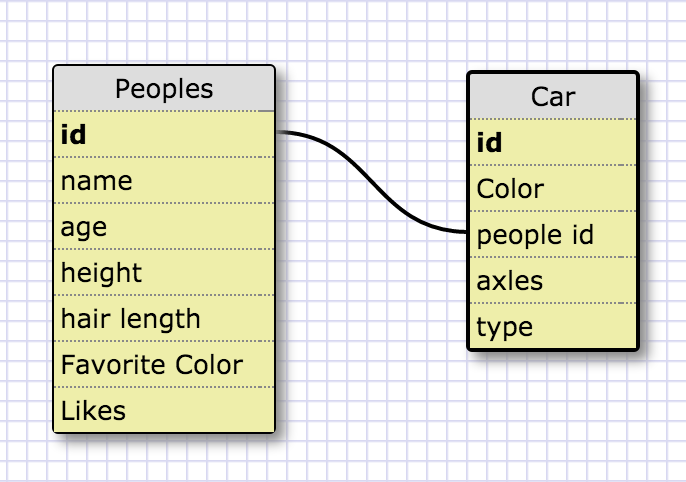 Peoples
id
name
age
height
hair length
Favorite Color
Likes
Car
id
Color
people id
axles
type